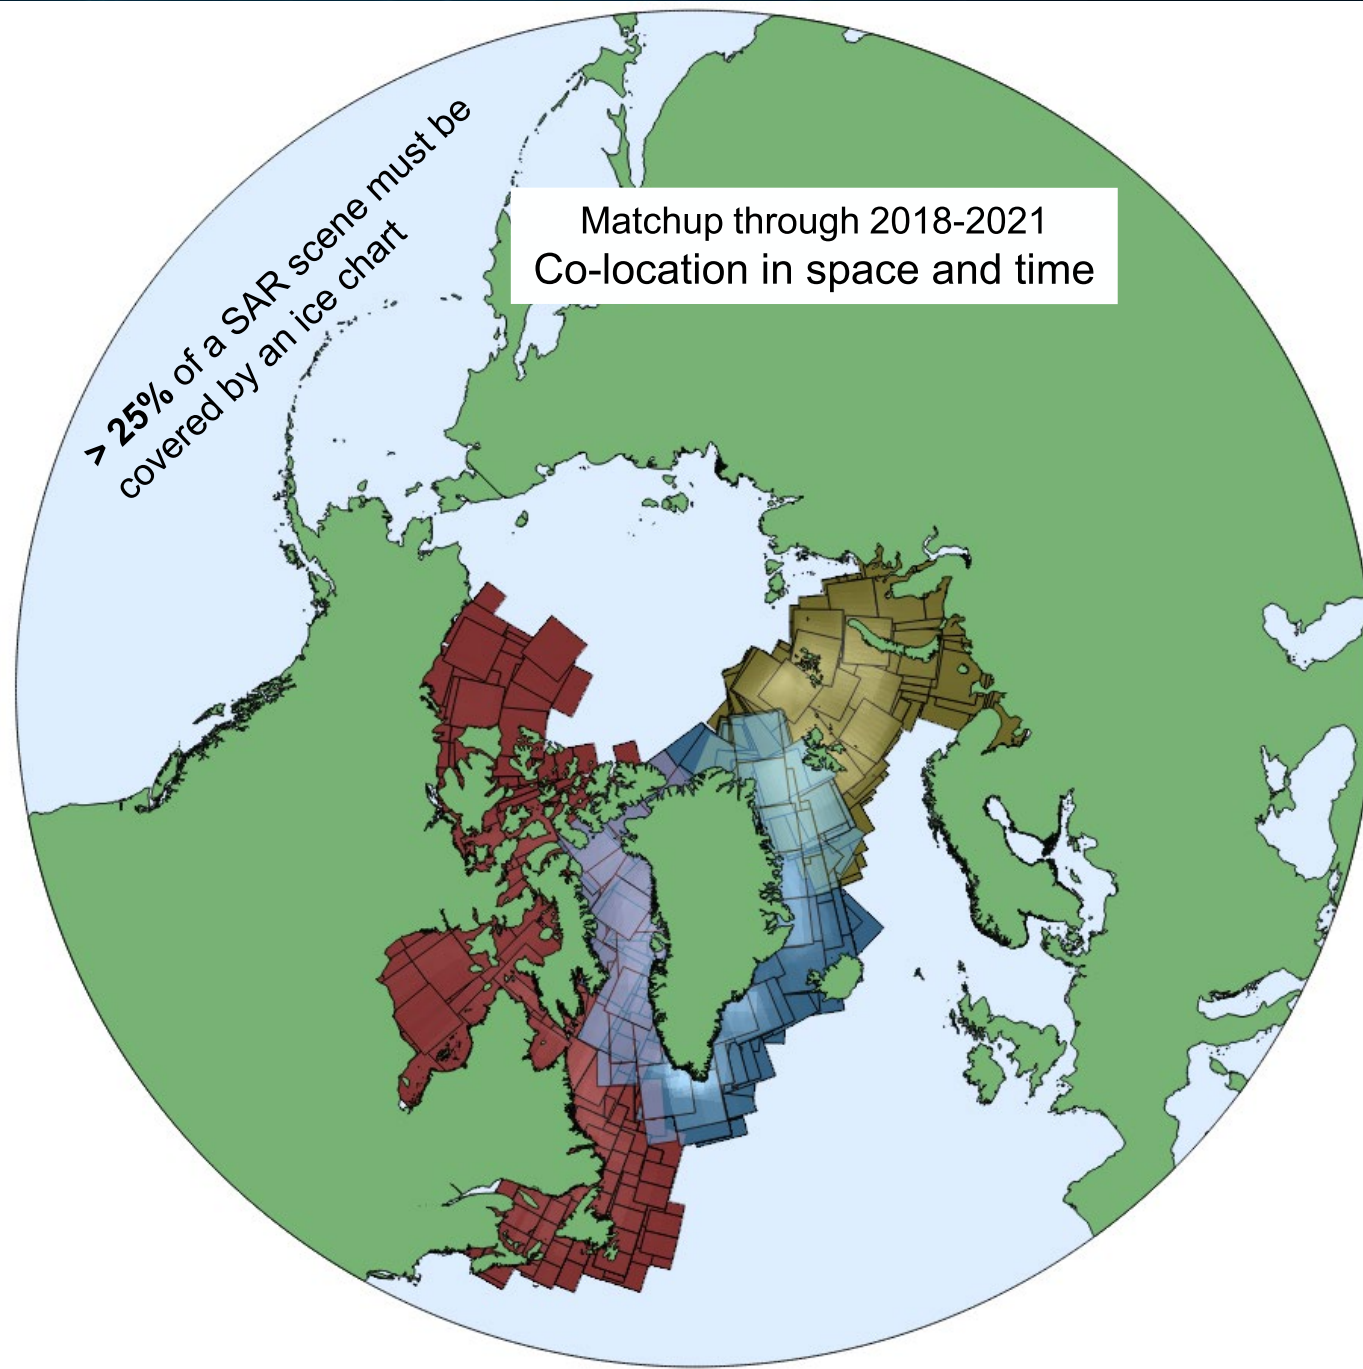 > 25% of a SAR scene must be
covered by an ice chart
Matchup through 2018-2021
Co-location in space and time